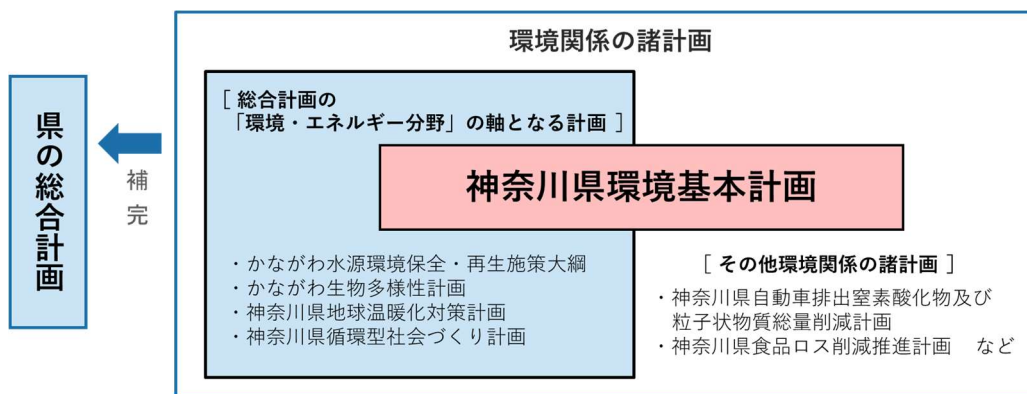 環境関係の諸計画
県の総合計画
補完
[ 総合計画の
「環境・エネルギー分野」の軸となる計画 ]
神奈川県環境基本計画
・かながわ水源環境保全・再生施策大綱
・かながわ生物多様性計画
・神奈川県地球温暖化対策計画
・神奈川県循環型社会づくり計画
[ その他環境関係の諸計画 ]
・神奈川県自動車排出窒素酸化物及び
粒子状物質総量削減計画
・神奈川県食品ロス削減推進計画　など